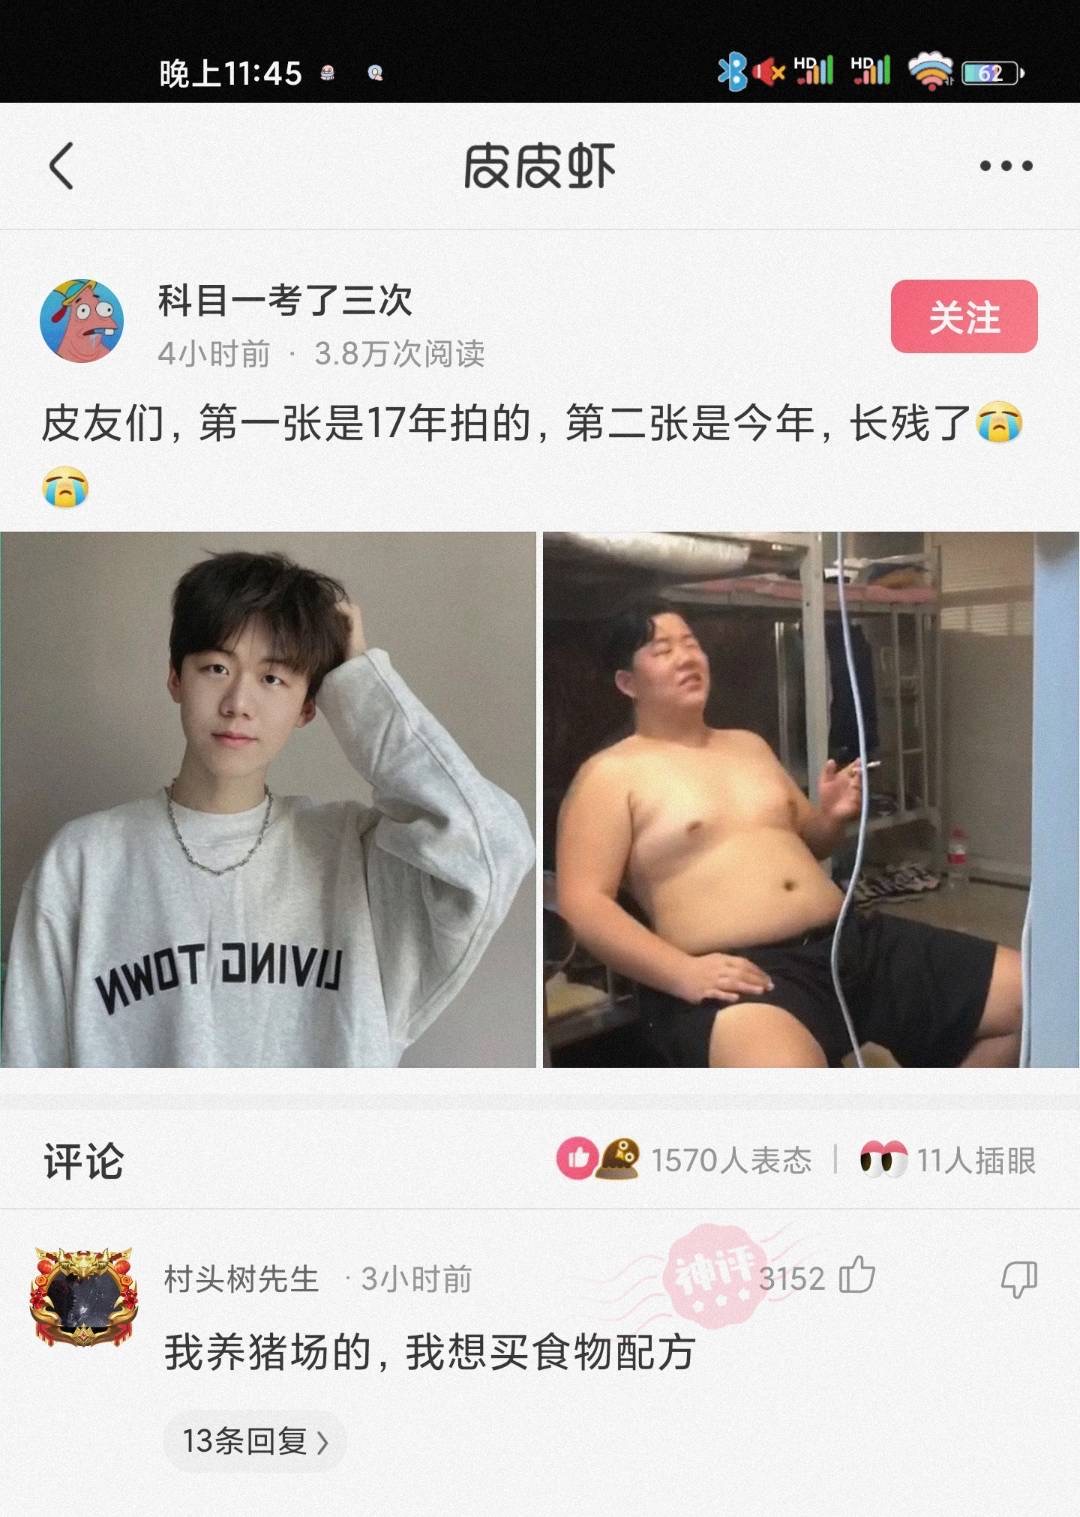 晚上11:45
HD
HD
62
皮皮虾
科目一考了三次
关注
4小时前 · 3.8万次阅读
皮友们，第一张是17年拍的，第二张是今年，长残了😭
😭
LIVING TOWN
评论
1570人表态 | 11人插眼
村头树先生 · 3小时前
神评
3152
我养猪场的，我想买食物配方
13条回复 >